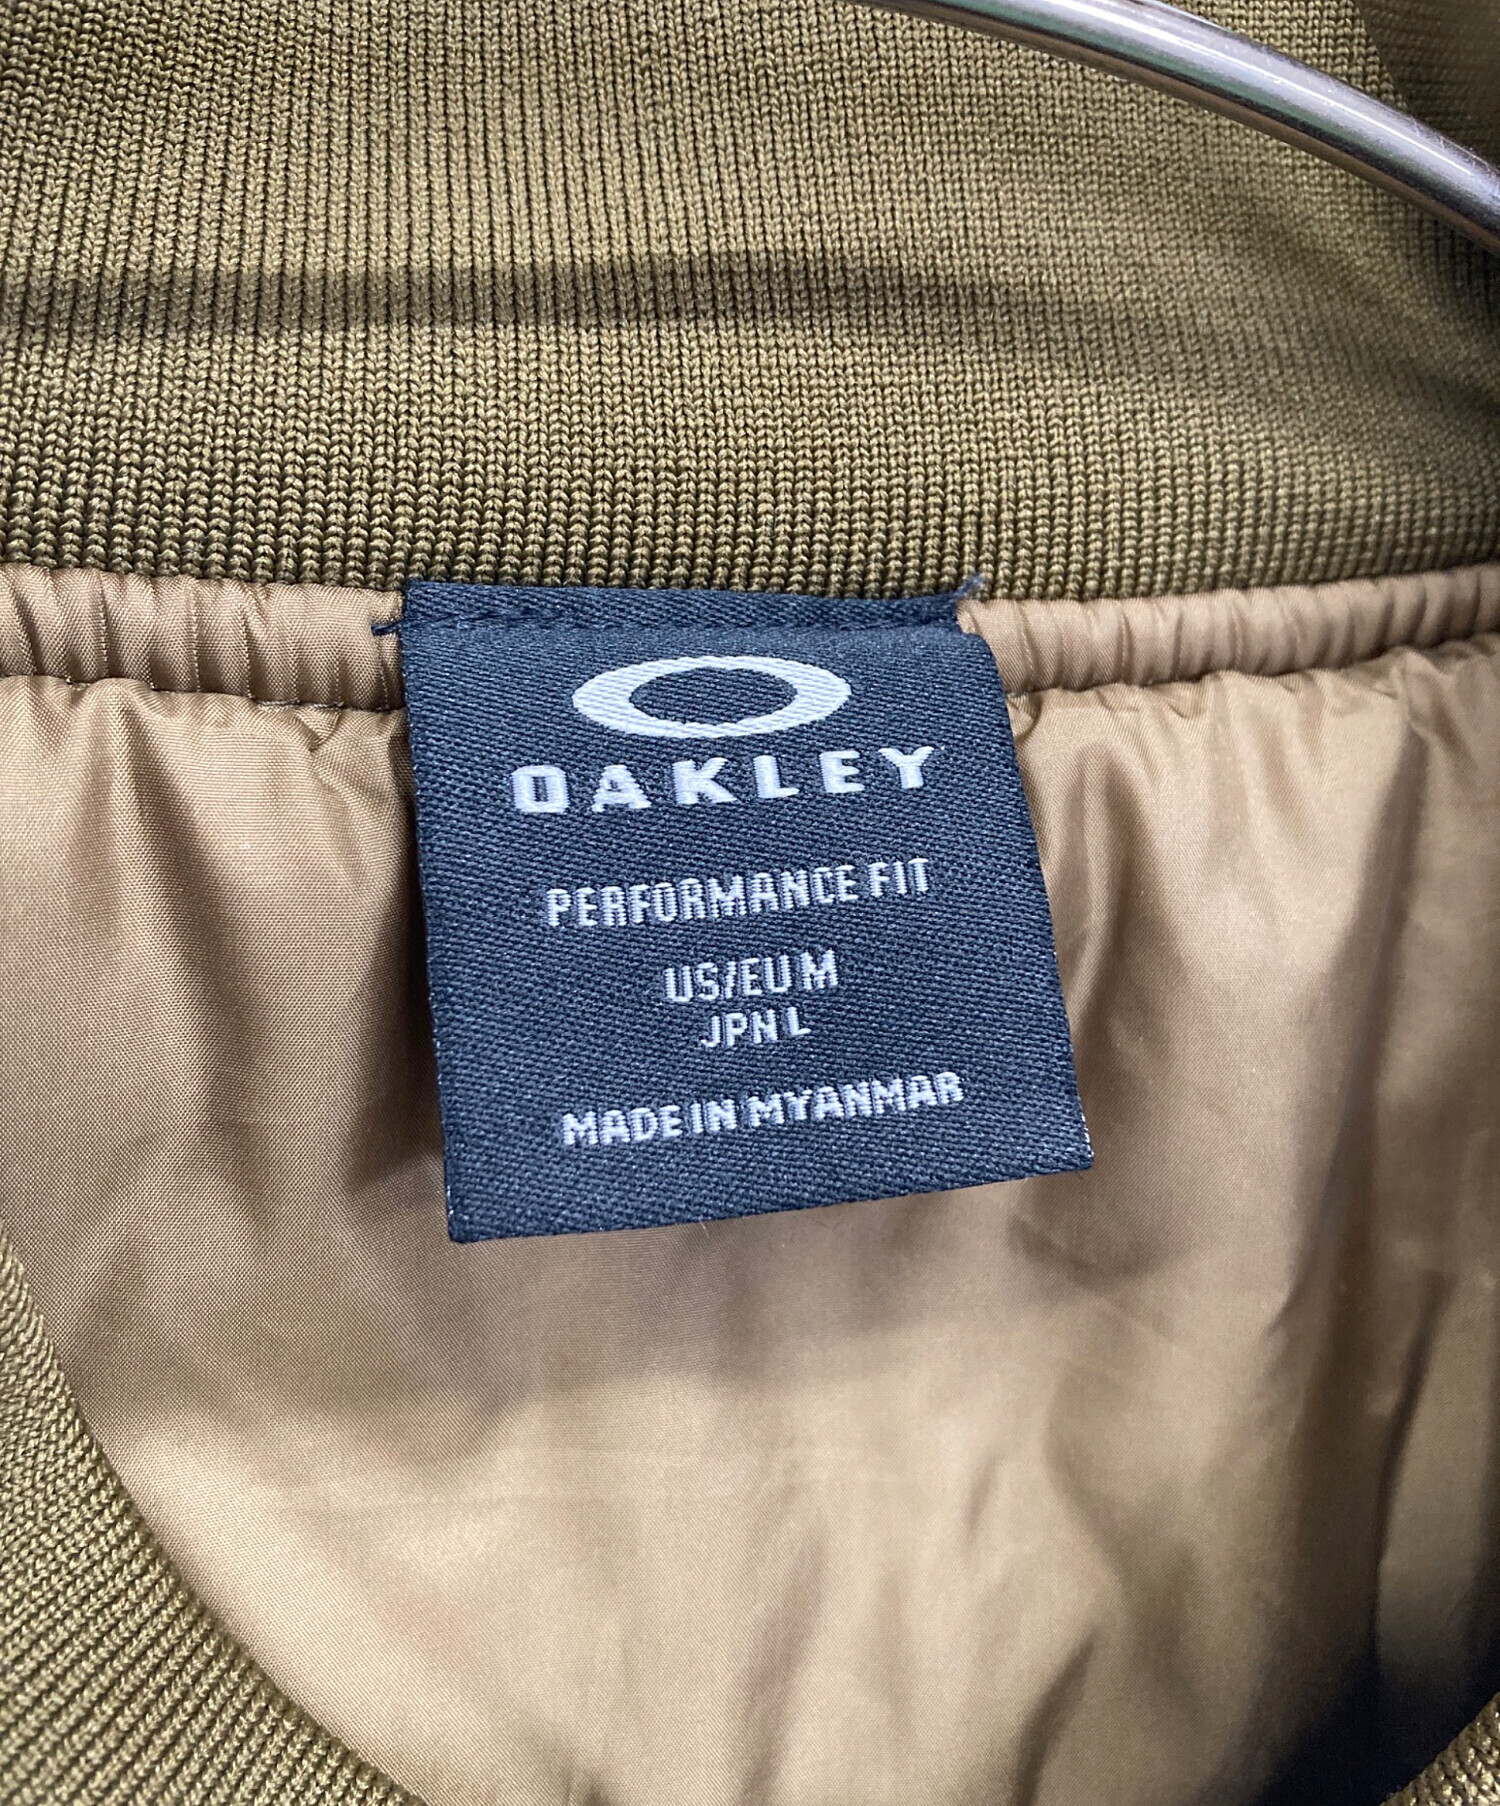 OAKLEY
PERFORMANCE FIT
US/EU M
JPN L
MADE IN MYANMAR